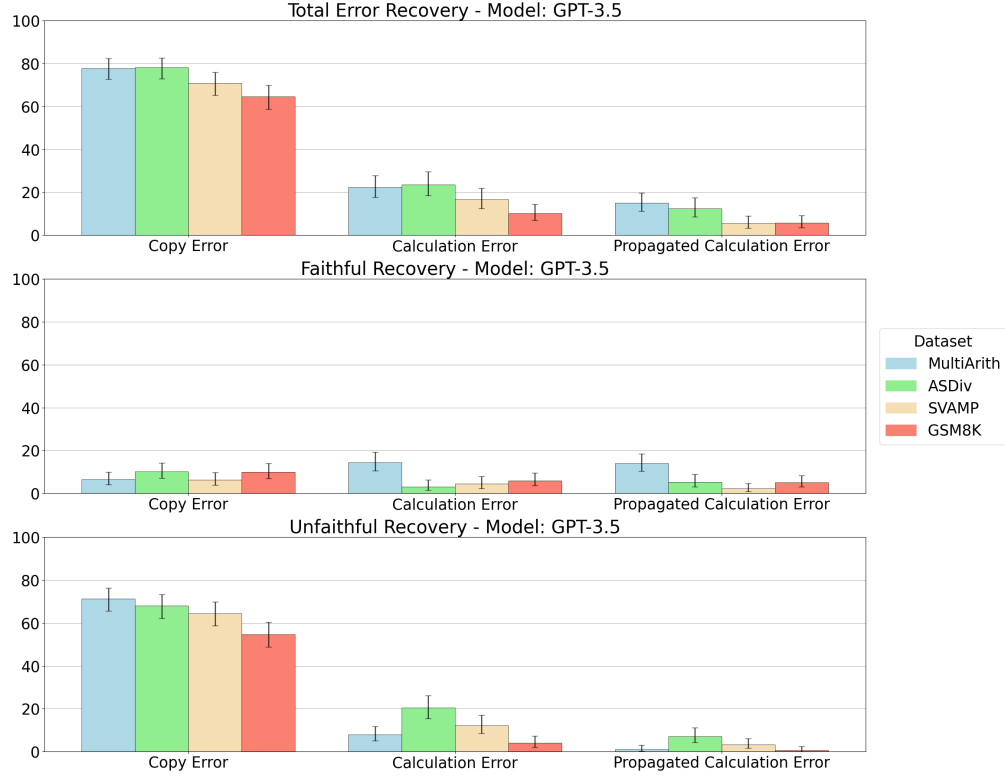 Total Error Recovery - Model: GPT-3.5
100
80
60
40
20
0
Copy Error
Calculation Error
Propagated Calculation Error
Faithful Recovery - Model: GPT-3.5
100
80
60
40
20
0
Copy Error
Calculation Error
Propagated Calculation Error
Dataset
MultiArith
ASDiv
SVAMP
GSM8K
Unfaithful Recovery - Model: GPT-3.5
100
80
60
40
20
0
Copy Error
Calculation Error
Propagated Calculation Error